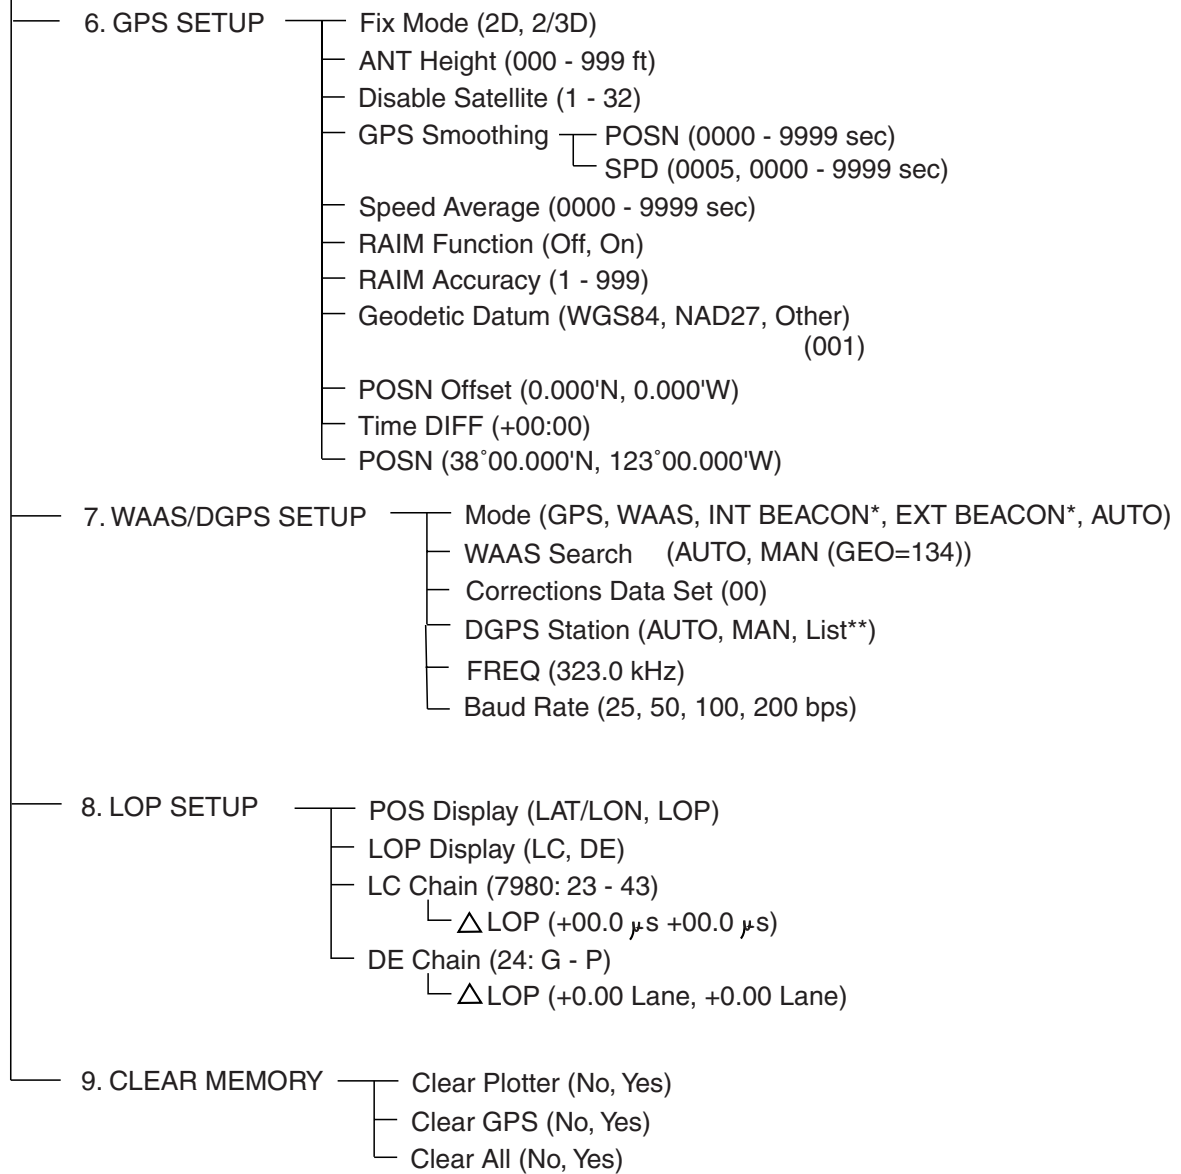 6. GPS SETUP
Fix Mode (2D, 2/3D)
ANT Height (000 - 999 ft)
Disable Satellite (1 - 32)
GPS Smoothing
POSN (0000 - 9999 sec)
SPD (0005, 0000 - 9999 sec)
Speed Average (0000 - 9999 sec)
RAIM Function (Off, On)
RAIM Accuracy (1 - 999)
Geodetic Datum (WGS84, NAD27, Other)
(001)
POSN Offset (0.000'N, 0.000'W)
Time DIFF (+00:00)
POSN (38˚00.000'N, 123˚00.000'W)
7. WAAS/DGPS SETUP
Mode (GPS, WAAS, INT BEACON*, EXT BEACON*, AUTO)
WAAS Search (AUTO, MAN (GEO=134))
Corrections Data Set (00)
DGPS Station (AUTO, MAN, List**)
FREQ (323.0 kHz)
Baud Rate (25, 50, 100, 200 bps)
8. LOP SETUP
POS Display (LAT/LON, LOP)
LOP Display (LC, DE)
LC Chain (7980: 23 - 43)
△LOP (+00.0 μs +00.0 μs)
DE Chain (24: G - P)
△LOP (+0.00 Lane, +0.00 Lane)
9. CLEAR MEMORY
Clear Plotter (No, Yes)
Clear GPS (No, Yes)
Clear All (No, Yes)